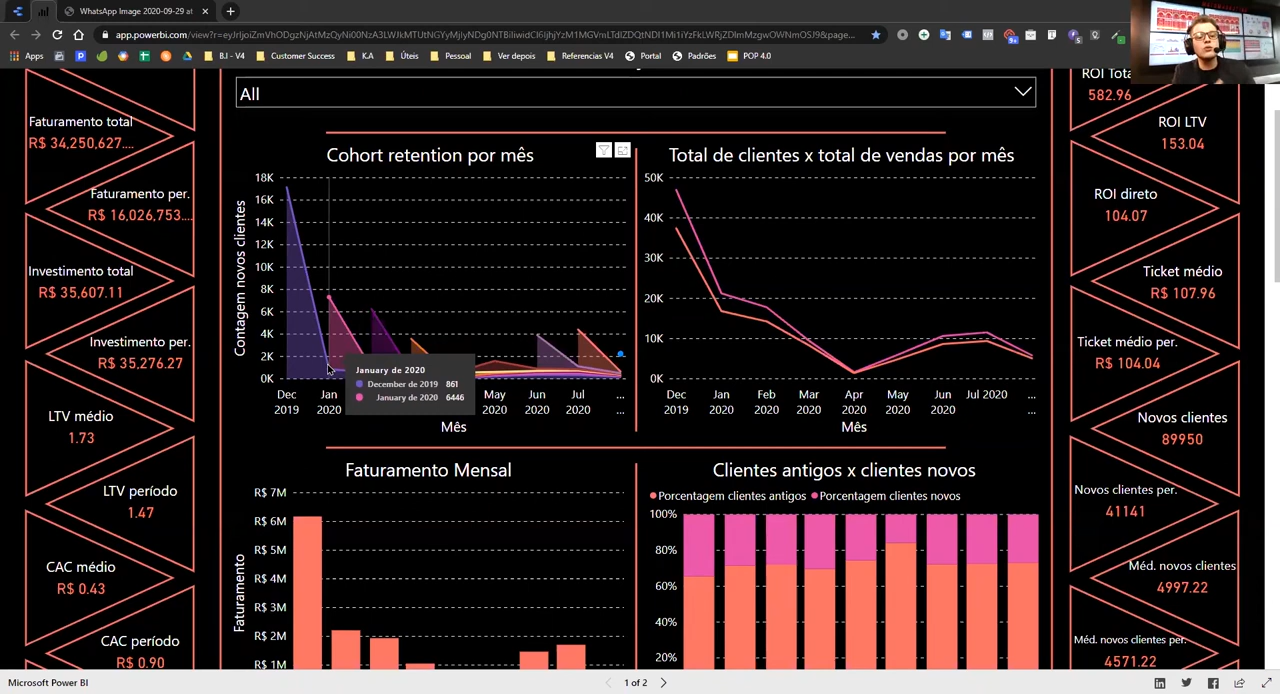 WhatsApp Image 2020-09-29 at
Apps
BJ - V4
Customer Success
K.A
Úteis
Pessoal
Ver depois
Referencias V4
Portal
Padrões
POP 4.0
All
Faturamento total
R$ 34,250,627....
Faturamento per.
R$ 16,026,753....
Investimento total
R$ 35,607.11
Investimento per.
R$ 35,276.27
LTV médio
1.73
LTV período
1.47
CAC médio
R$ 0.43
CAC período
R$ 0.90
Cohort retention por mês
Contagem novos clientes
18K
16K
14K
12K
10K
8K
6K
4K
2K
0K
Dec 2019
Jan 2020
May 2020
Jun 2020
Jul 2020
...
...
Mês
January de 2020
December de 2019 861
January de 2020 6446
Total de clientes x total de vendas por mês
50K
40K
30K
20K
10K
0K
Dec 2019
Jan 2020
Feb 2020
Mar 2020
Apr 2020
May 2020
Jun 2020
Jul 2020
...
...
Mês
Faturamento Mensal
Faturamento
R$ 7M
R$ 6M
R$ 5M
R$ 4M
R$ 3M
R$ 2M
R$ 1M
Clientes antigos x clientes novos
Porcentagem clientes antigos
Porcentagem clientes novos
100%
80%
60%
40%
20%
ROI Tota
582.96
ROI LTV
153.04
ROI direto
104.07
Ticket médio
R$ 107.96
Ticket médio per.
R$ 104.04
Novos clientes
89950
Novos clientes per.
41141
Méd. novos clientes
4997.22
Méd. novos clientes per.
4571.22
Microsoft Power BI
1 of 2